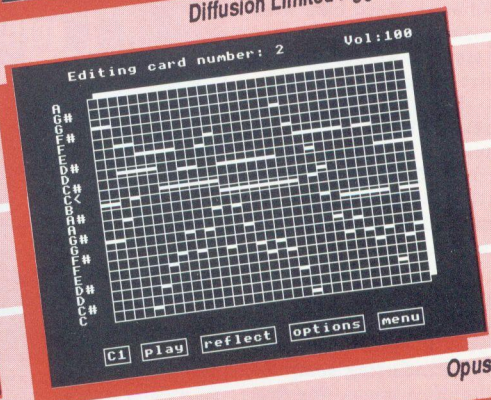 Diffusion Limited
Editing card number: 2 Vol:100
A
G#
G
F#
F
E
D#
D
C#
C<
B
A#
A
G#
G
F#
F
E
D#
D
C#
C
C1 play reflect options menu
Opus